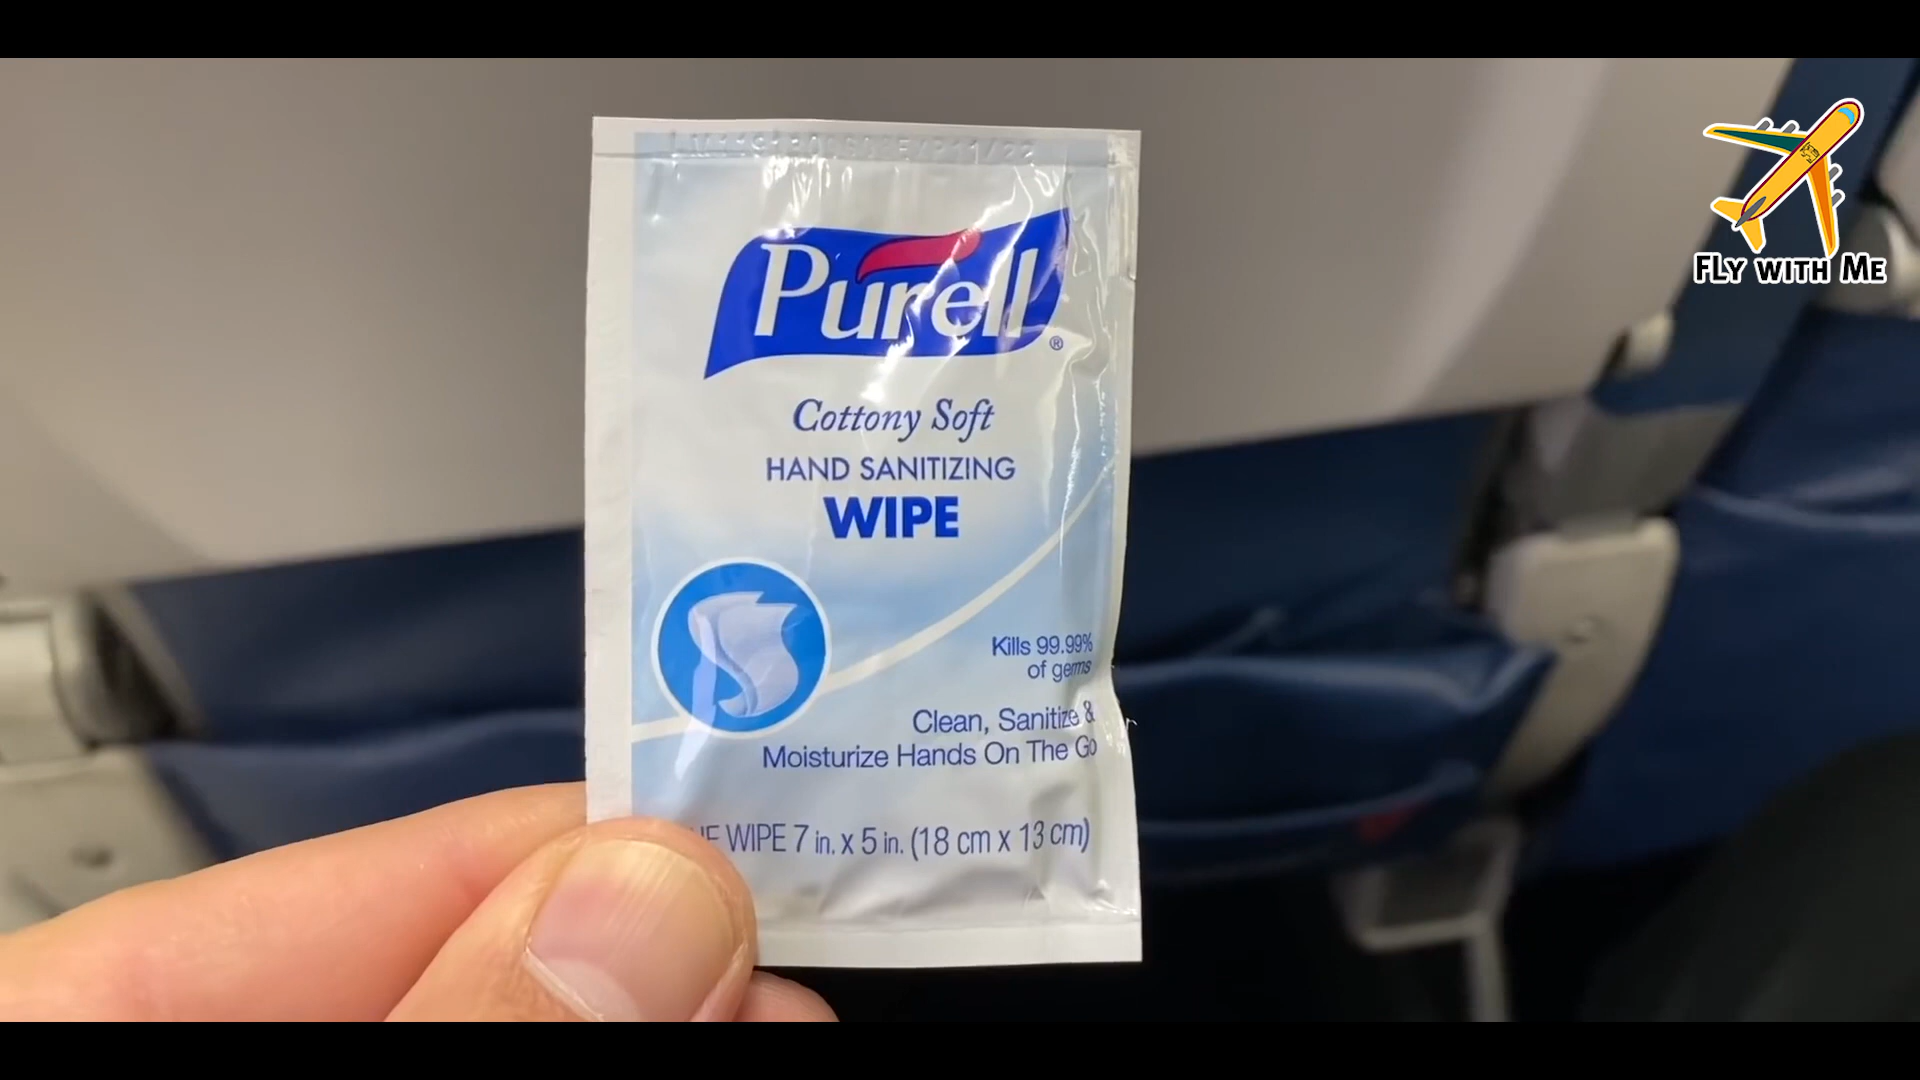 Purell®
Cottony Soft
HAND SANITIZING
WIPE
Kills 99.99%
of germs
Clean, Sanitize &
Moisturize Hands On The Go
WIPE 7 in. x 5 in. (18 cm x 13 cm)
FLY WITH ME